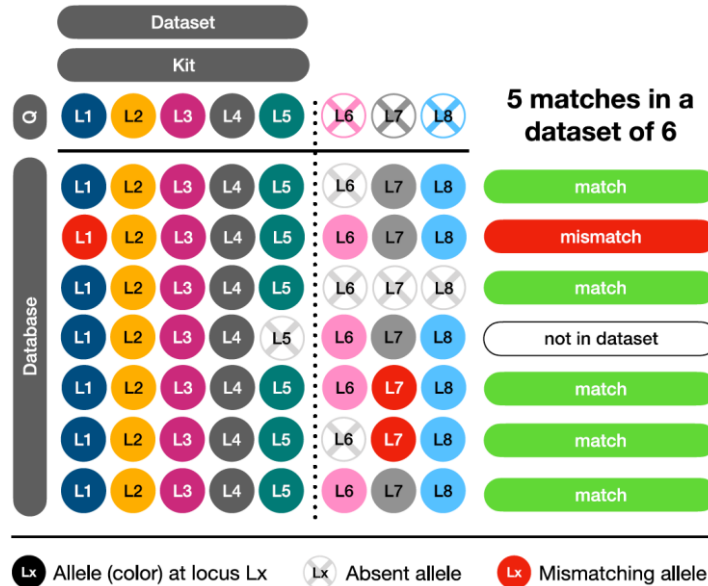 Dataset
Kit
Q L1 L2 L3 L4 L5 L6 L7 L8
5 matches in a
dataset of 6
Database
L1 L2 L3 L4 L5 L6 L7 L8 match
L1 L2 L3 L4 L5 L6 L7 L8 mismatch
L1 L2 L3 L4 L5 L6 L7 L8 match
L1 L2 L3 L4 L5 L6 L7 L8 not in dataset
L1 L2 L3 L4 L5 L6 L7 L8 match
L1 L2 L3 L4 L5 L6 L7 L8 match
L1 L2 L3 L4 L5 L6 L7 L8 match
Lx Allele (color) at locus Lx Lx Absent allele Lx Mismatching allele